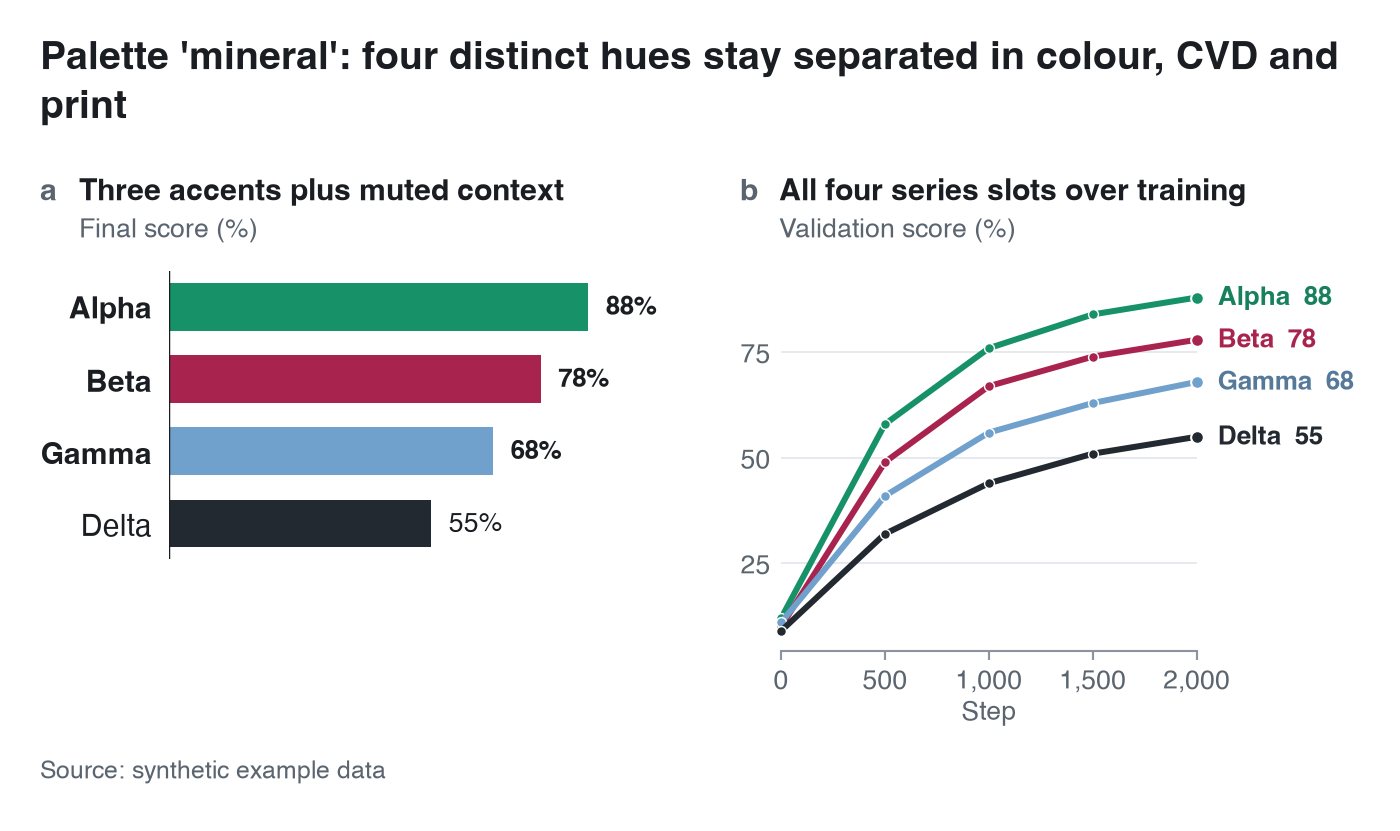 Palette 'mineral': four distinct hues stay separated in colour, CVD and
print
a Three accents plus muted context
Final score (%)
Alpha 88%
Beta 78%
Gamma 68%
Delta 55%
b All four series slots over training
Validation score (%)
75
50
25
Alpha 88
Beta 78
Gamma 68
Delta 55
0 500 1,000 1,500 2,000
Step
Source: synthetic example data